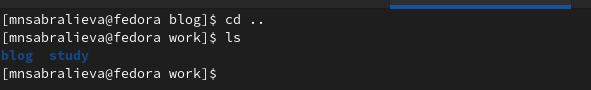 [mnsabralieva@fedora blog]$ cd ..
[mnsabralieva@fedora work]$ ls
blog  study
[mnsabralieva@fedora work]$